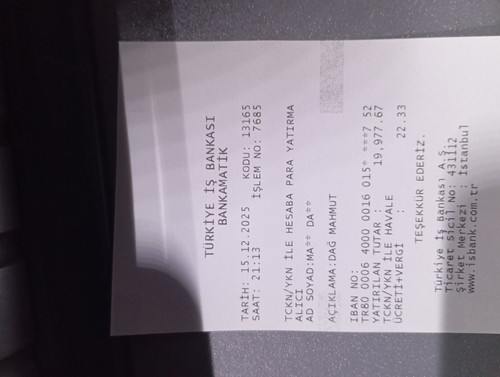 TÜRKİYE İŞ BANKASI
BANKAMATİK
TARİH: 15.12.2025 KODU: 13165
SAAT: 21:13 İŞLEM NO: 7685
TCKN/YKN İLE HESABA PARA YATIRMA
ALICI
AD SOYAD:MA** DA**
AÇIKLAMA:DAĞ MAHMUT
IBAN NO:
TR80 0006 4000 0016 015* ***7 52
YATIRILAN TUTAR : 19,977.67
TCKN/YKN İLE HAVALE
ÜCRETİ+VERGİ : 22.33
TEŞEKKÜR EDERİZ.
Türkiye İş Bankası A.Ş.
Ticaret Sicil No: 431112
Şirket Merkezi : İstanbul
www.isbank.com.tr